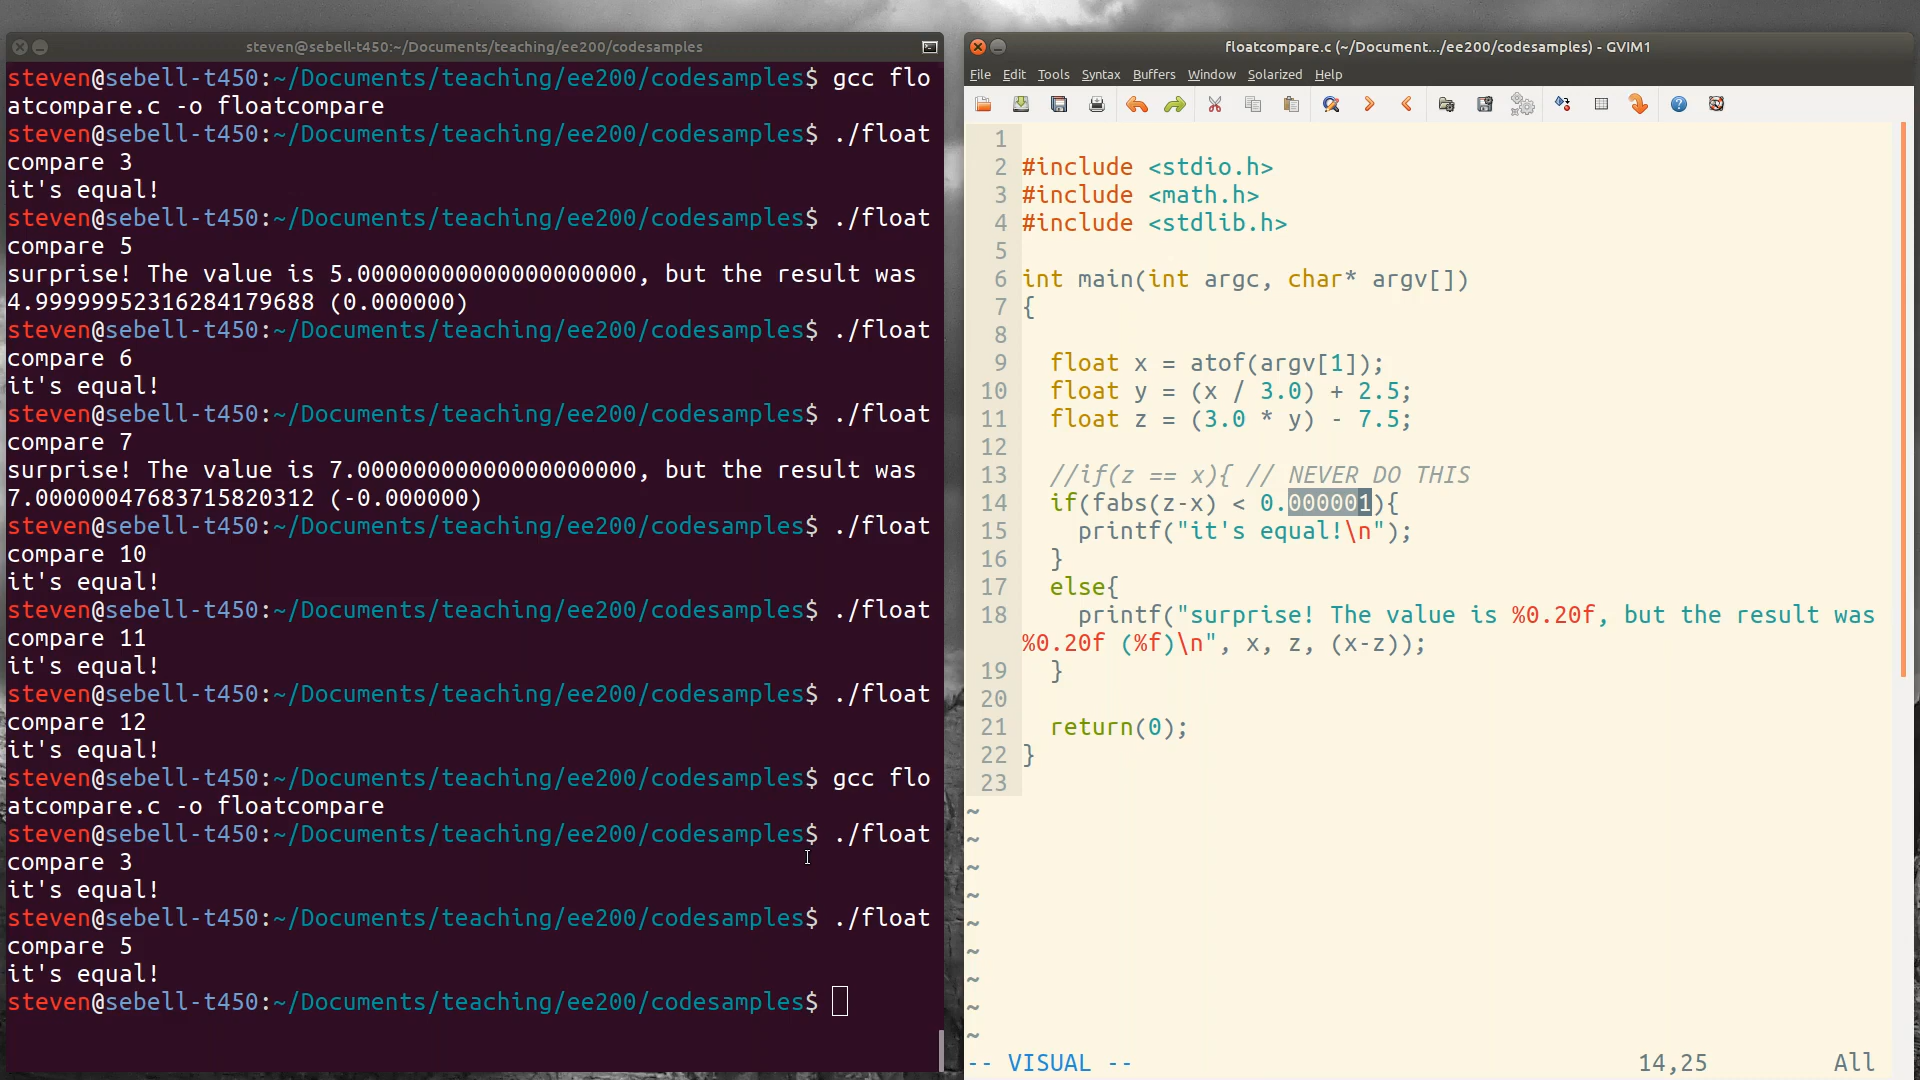 steven@sebell-t450:~/Documents/teaching/ee200/codesamples
steven@sebell-t450:~/Documents/teaching/ee200/codesamples$ gcc flo
atcompare.c -o floatcompare
steven@sebell-t450:~/Documents/teaching/ee200/codesamples$ ./float
compare 3
it's equal!
steven@sebell-t450:~/Documents/teaching/ee200/codesamples$ ./float
compare 5
surprise! The value is 5.00000000000000000000, but the result was
4.99999952316284179688 (0.000000)
steven@sebell-t450:~/Documents/teaching/ee200/codesamples$ ./float
compare 6
it's equal!
steven@sebell-t450:~/Documents/teaching/ee200/codesamples$ ./float
compare 7
surprise! The value is 7.00000000000000000000, but the result was
7.00000047683715820312 (-0.000000)
steven@sebell-t450:~/Documents/teaching/ee200/codesamples$ ./float
compare 10
it's equal!
steven@sebell-t450:~/Documents/teaching/ee200/codesamples$ ./float
compare 11
it's equal!
steven@sebell-t450:~/Documents/teaching/ee200/codesamples$ ./float
compare 12
it's equal!
steven@sebell-t450:~/Documents/teaching/ee200/codesamples$ gcc flo
atcompare.c -o floatcompare
steven@sebell-t450:~/Documents/teaching/ee200/codesamples$ ./float
compare 3
it's equal!
steven@sebell-t450:~/Documents/teaching/ee200/codesamples$ ./float
compare 5
it's equal!
steven@sebell-t450:~/Documents/teaching/ee200/codesamples$
floatcompare.c (~/Document.../ee200/codesamples) - GVIM1
File Edit Tools Syntax Buffers Window Solarized Help
1
2 #include <stdio.h>
3 #include <math.h>
4 #include <stdlib.h>
5
6 int main(int argc, char* argv[])
7 {
8
9   float x = atof(argv[1]);
10   float y = (x / 3.0) + 2.5;
11   float z = (3.0 * y) - 7.5;
12
13   //if(z == x){ // NEVER DO THIS
14   if(fabs(z-x) < 0.000001){
15     printf("it's equal!\n");
16   }
17   else{
18     printf("surprise! The value is %0.20f, but the result was
%0.20f (%f)\n", x, z, (x-z));
19   }
20
21   return(0);
22 }
23
~
~
~
~
~
~
~
~
~
-- VISUAL -- 14,25 All